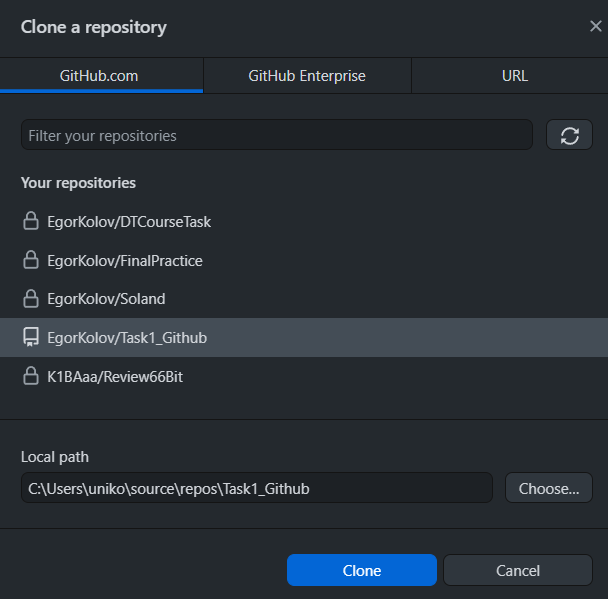 Clone a repository
GitHub.com
GitHub Enterprise
URL
Filter your repositories
Your repositories
EgorKolov/DTCourseTask
EgorKolov/FinalPractice
EgorKolov/Soland
EgorKolov/Task1_Github
K1BAaa/Review66Bit
Local path
C:\Users\uniko\source\repos\Task1_Github
Choose...
Clone
Cancel